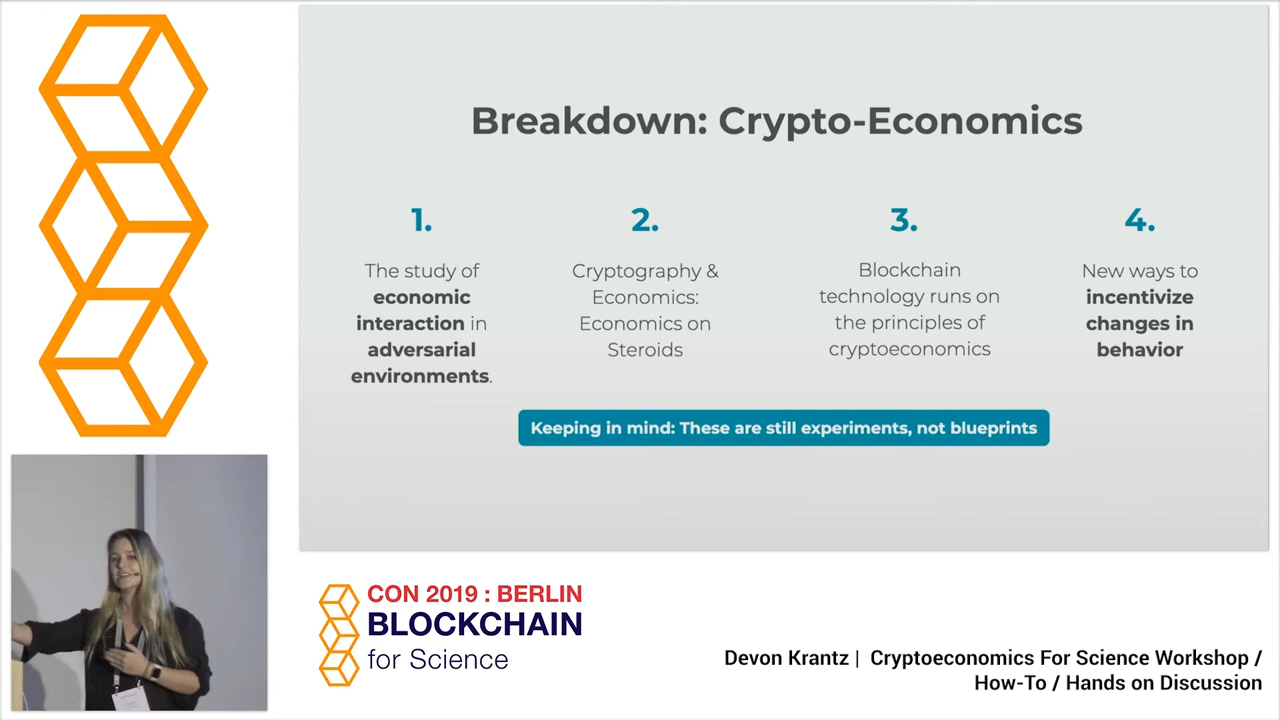 Breakdown: Crypto-Economics
1.
The study of
economic
interaction in
adversarial
environments.
2.
Cryptography &
Economics:
Economics on
Steroids
3.
Blockchain
technology runs on
the principles of
cryptoeconomics
4.
New ways to
incentivize
changes in
behavior
Keeping in mind: These are still experiments, not blueprints
CON 2019 : BERLIN
BLOCKCHAIN
for Science
Devon Krantz | Cryptoeconomics For Science Workshop /
How-To / Hands on Discussion